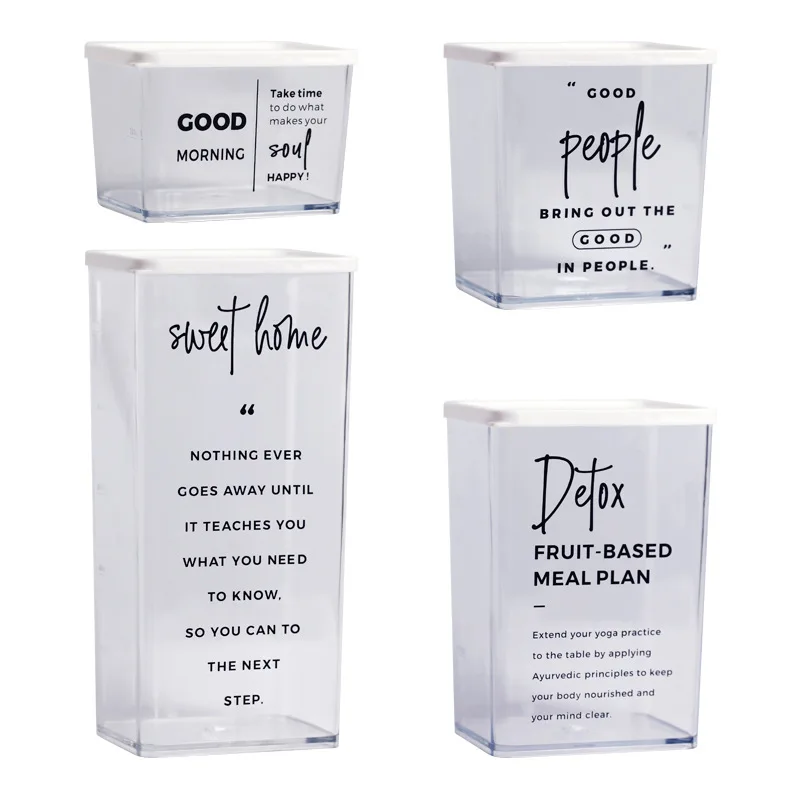 GOOD
MORNING
Take time
to do what
makes your
soul
HAPPY!
“ GOOD
people
BRING OUT THE
GOOD
IN PEOPLE. ”
sweet home
“
NOTHING EVER
GOES AWAY UNTIL
IT TEACHES YOU
WHAT YOU NEED
TO KNOW,
SO YOU CAN TO
THE NEXT
STEP.
Detox
FRUIT-BASED
MEAL PLAN
—
Extend your yoga practice
to the table by applying
Ayurvedic principles to keep
your body nourished and
your mind clear.